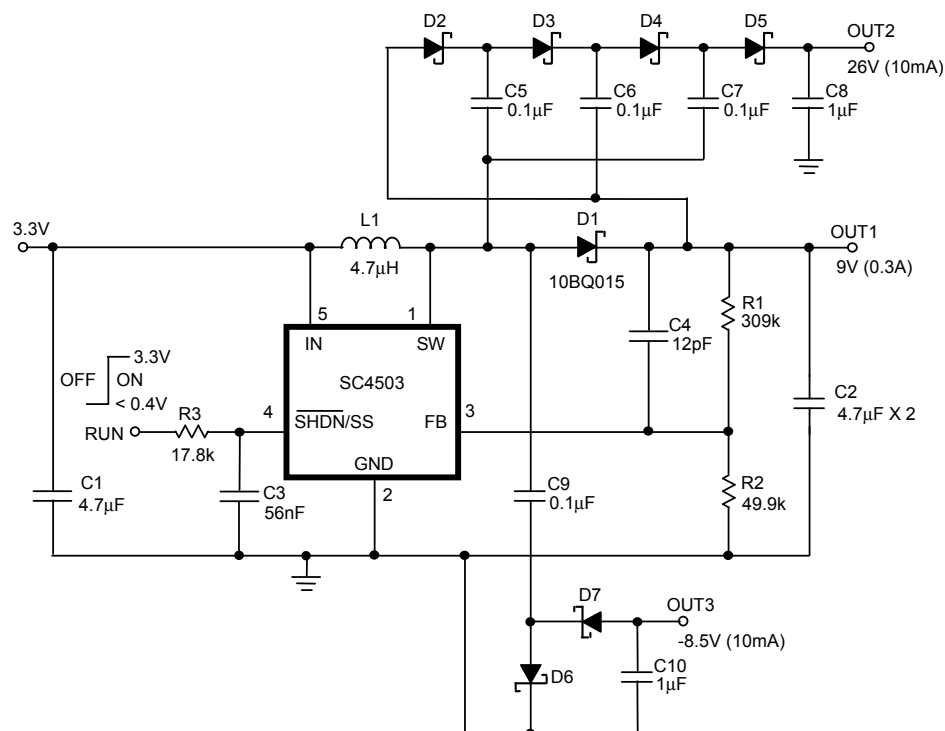 D2
D3
D4
D5
OUT2
26V (10mA)
C5
0.1µF
C6
0.1µF
C7
0.1µF
C8
1µF
3.3V
L1
4.7µH
D1
10BQ015
OUT1
9V (0.3A)
5
1
IN
SW
SC4503
SHDN/SS
FB
GND
4
3
2
C4
12pF
R1
309k
C2
4.7µF X 2
OFF
ON
3.3V
< 0.4V
RUN
R3
17.8k
C1
4.7µF
C3
56nF
C9
0.1µF
R2
49.9k
D7
OUT3
-8.5V (10mA)
D6
C10
1µF